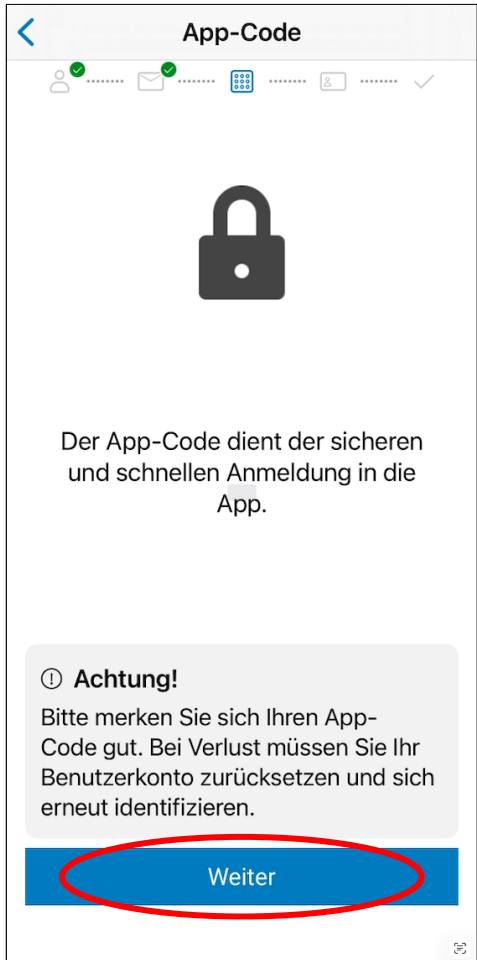 App-Code
Der App-Code dient der sicheren
und schnellen Anmeldung in die
App.
Achtung!
Bitte merken Sie sich Ihren App-
Code gut. Bei Verlust müssen Sie Ihr
Benutzerkonto zurücksetzen und sich
erneut identifizieren.
Weiter